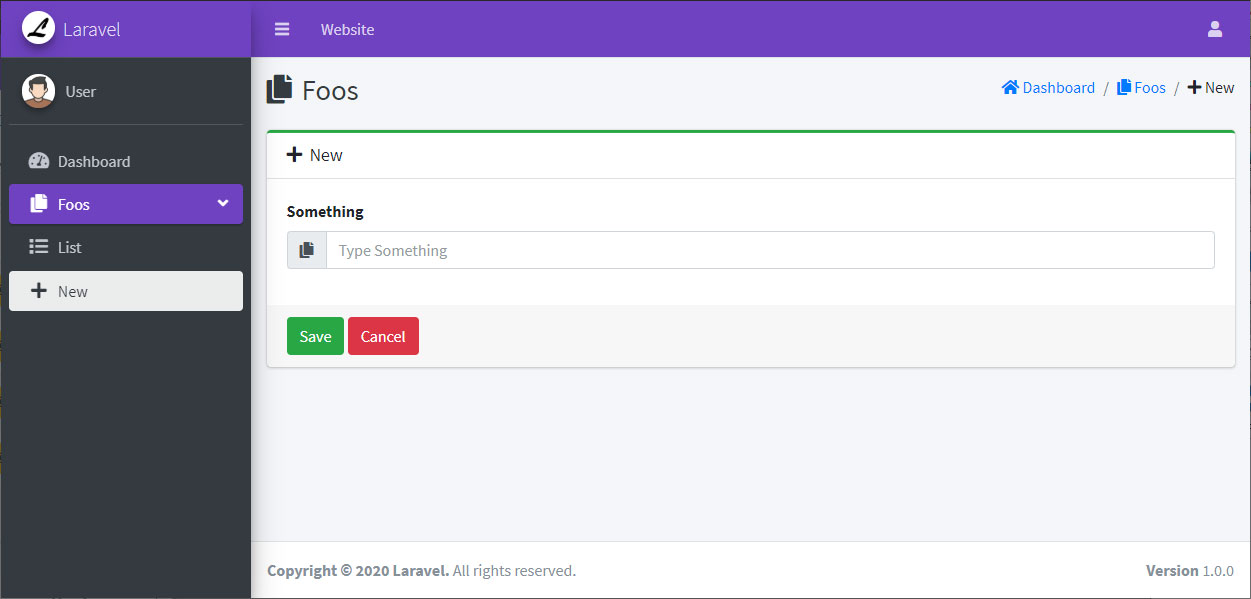 Laravel
Website
User
Foos
Dashboard / Foos / New
Dashboard
Foos
List
New
New
Something
Type Something
Save Cancel
Copyright © 2020 Laravel. All rights reserved.
Version 1.0.0